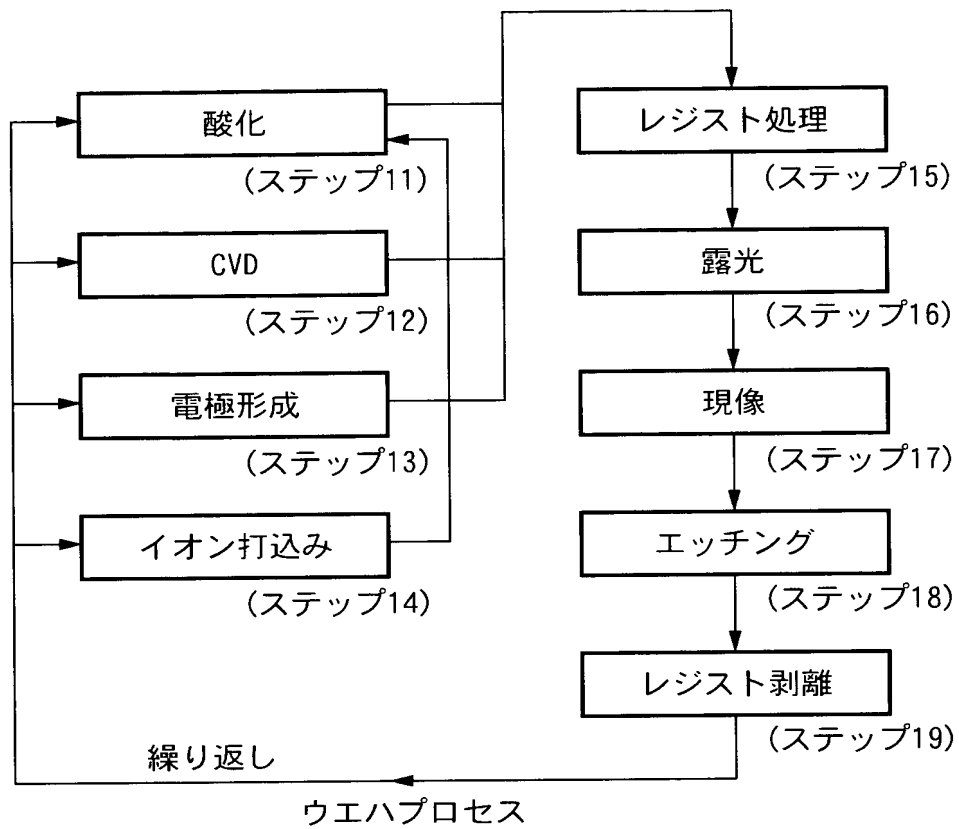 酸化
(ステップ11)
CVD
(ステップ12)
電極形成
(ステップ13)
イオン打込み
(ステップ14)
レジスト処理
(ステップ15)
露光
(ステップ16)
現像
(ステップ17)
エッチング
(ステップ18)
レジスト剥離
(ステップ19)
繰り返し
ウエハプロセス